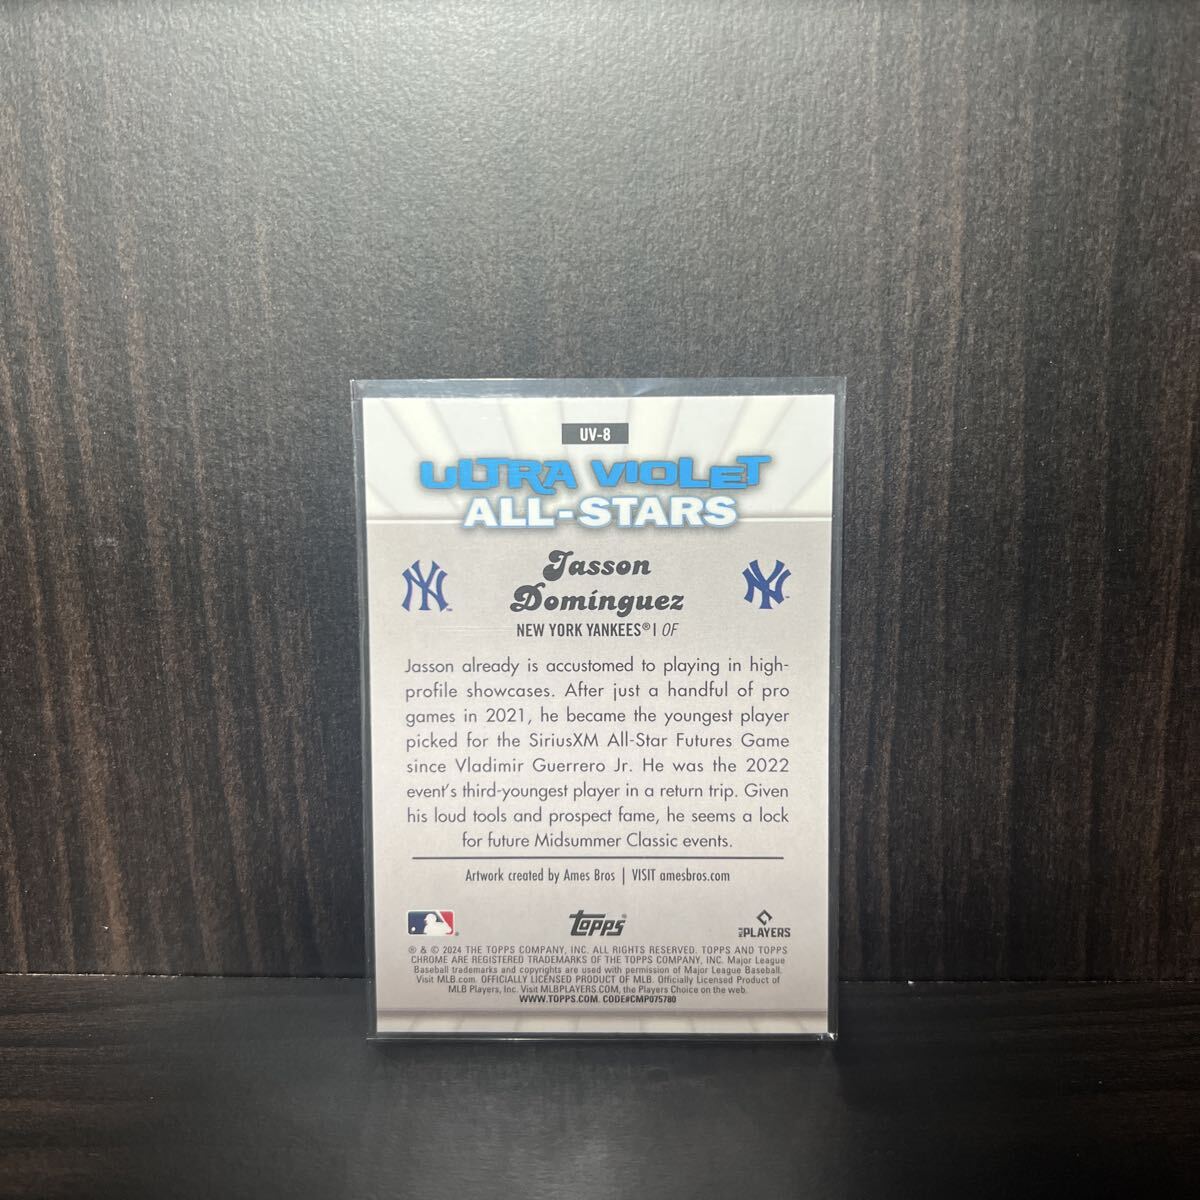 UV-8
ULTRA VIOLET
ALL-STARS
NY
NY
Jasson
Domínguez
NEW YORK YANKEES® | OF
Jasson already is accustomed to playing in high-
profile showcases. After just a handful of pro
games in 2021, he became the youngest player
picked for the SiriusXM All-Star Futures Game
since Vladimir Guerrero Jr. He was the 2022
event's third-youngest player in a return trip. Given
his loud tools and prospect fame, he seems a lock
for future Midsummer Classic events.
Artwork created by Ames Bros | VISIT amesbros.com
topps®
MLB PLAYERS
® & © 2024 THE TOPPS COMPANY, INC. ALL RIGHTS RESERVED. TOPPS AND TOPPS
CHROME ARE REGISTERED TRADEMARKS OF THE TOPPS COMPANY, INC. Major League
Baseball trademarks and copyrights are used with permission of Major League Baseball.
Visit MLB.com. OFFICIALLY LICENSED PRODUCT OF MLB. Officially Licensed Product of
MLB Players, Inc. Visit MLBPLAYERS.COM, the Players Choice on the web.
WWW.TOPPS.COM. CODE#CMP075780